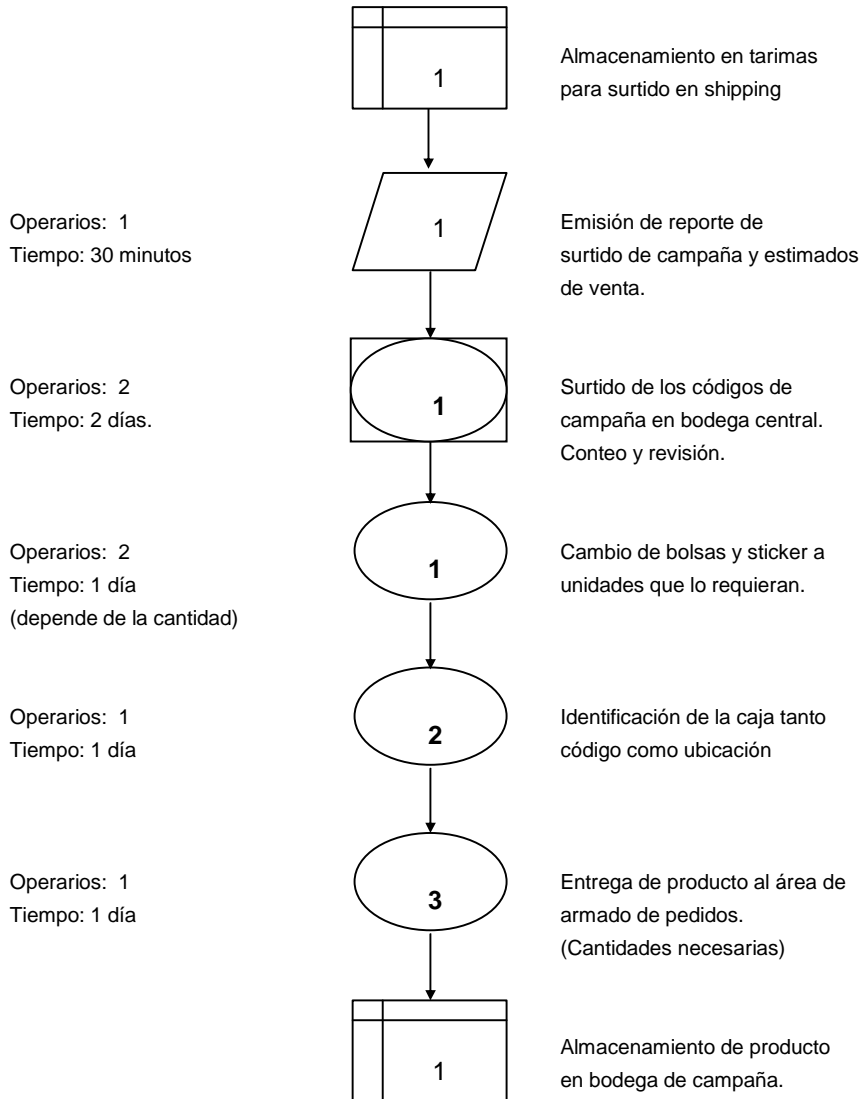 1
Almacenamiento en tarimas
para surtido en shipping
Operarios: 1
Tiempo: 30 minutos
1
Emisión de reporte de
surtido de campaña y estimados
de venta.
Operarios: 2
Tiempo: 2 días.
1
Surtido de los códigos de
campaña en bodega central.
Conteo y revisión.
Operarios: 2
Tiempo: 1 día
(depende de la cantidad)
1
Cambio de bolsas y sticker a
unidades que lo requieran.
Operarios: 1
Tiempo: 1 día
2
Identificación de la caja tanto
código como ubicación
Operarios: 1
Tiempo: 1 día
3
Entrega de producto al área de
armado de pedidos.
(Cantidades necesarias)
1
Almacenamiento de producto
en bodega de campaña.